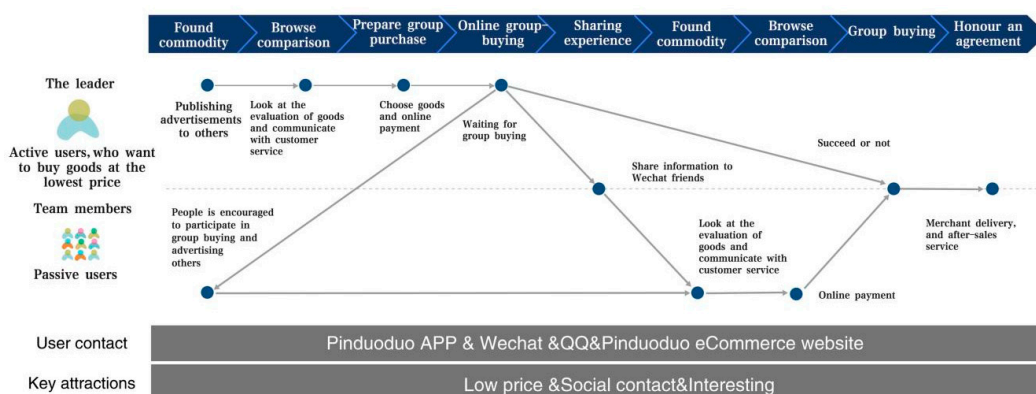 Found
commodity
Browse
comparison
Prepare group
purchase
Online group-
buying
Sharing
experience
Found
commodity
Browse
comparison
Group buying
Honour an
agreement
The leader
Active users,who want
to buy goods at the
lowest price
Publishing
advertisements
to others
Look at the
evaluation of goods
and communicate
with customer
service
Choose goods
and online
payment
Waiting for
group buying
Succeed or not
Share information to
Wechat friends
Team members
Passive users
People is encouraged
to participate in
group buying and
advertising
others
Look at the
evaluation of
goods and
communicate with
customer service
Merchant delivery,
and after-sales
service
Online payment
User contact
Pinduoduo APP & Wechat &QQ&Pinduoduo eCommerce website
Key attractions
Low price &Social contact&Interesting